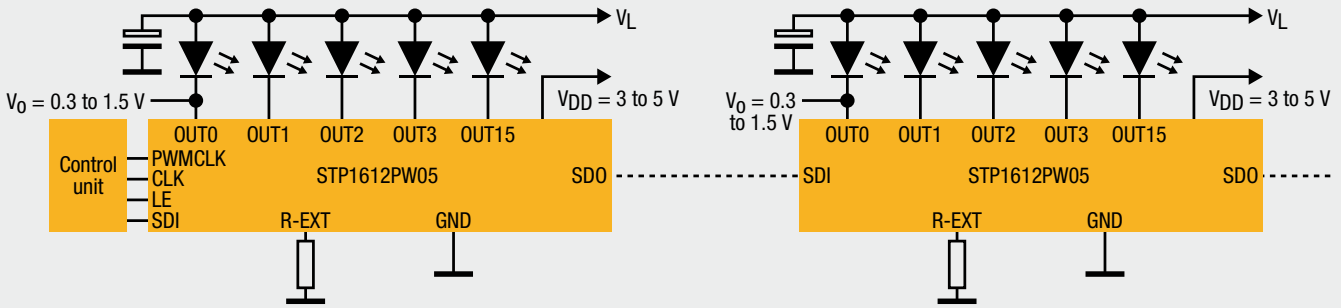 VL
VL
VO = 0.3 to 1.5 V
VDD = 3 to 5 V
VO = 0.3
to 1.5 V
VDD = 3 to 5 V
OUT0 OUT1 OUT2 OUT3 OUT15
OUT0 OUT1 OUT2 OUT3 OUT15
Control
unit
PWMCLK
CLK
LE
SDI
STP1612PW05
SDO
R-EXT
GND
SDI
STP1612PW05
SDO
R-EXT
GND